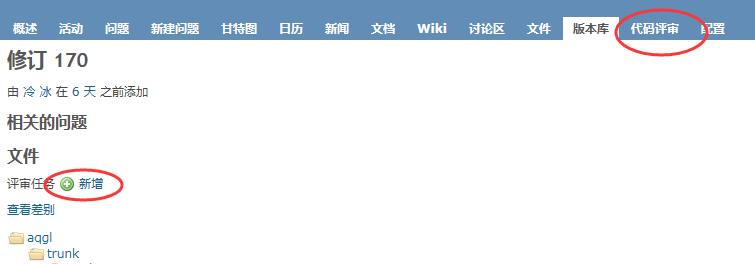 概述 活动 问题 新建问题 甘特图 日历 新闻 文档 Wiki 讨论区 文件 版本库 代码评审 配置
修订 170
由 冷 冰 在 6 天 之前添加
相关的问题
文件
评审任务 新增
查看差别
aqgl
trunk